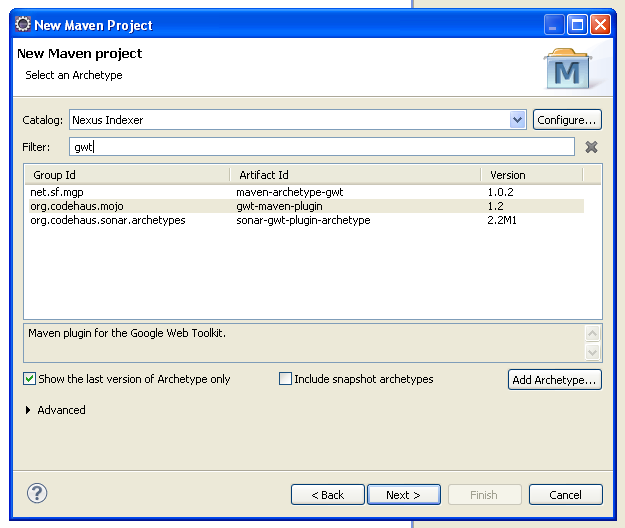 New Maven Project
New Maven project
Select an Archetype
M
Catalog: Nexus Indexer Configure...
Filter: gwt
Group Id Artifact Id Version
net.sf.mgp maven-archetype-gwt 1.0.2
org.codehaus.mojo gwt-maven-plugin 1.2
org.codehaus.sonar.archetypes sonar-gwt-plugin-archetype 2.2M1
Maven plugin for the Google Web Toolkit.
Show the last version of Archetype only Include snapshot archetypes Add Archetype...
Advanced
? < Back Next > Finish Cancel